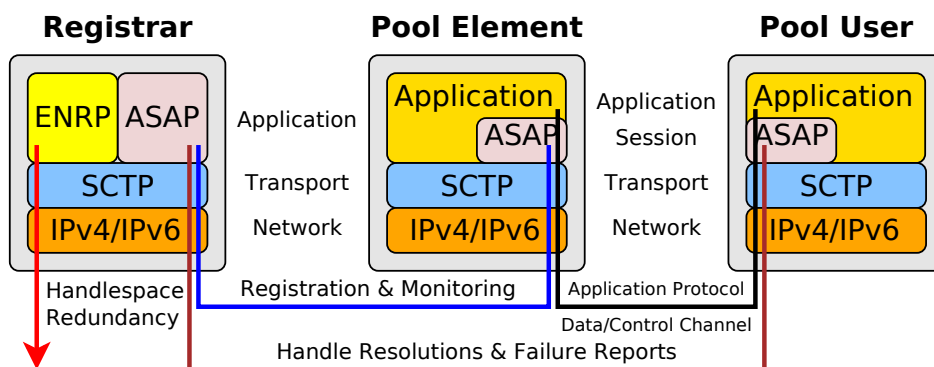 Registrar
Pool Element
Pool User
ENRP
ASAP
SCTP
IPv4/IPv6
Application
Transport
Network
Application
ASAP
SCTP
IPv4/IPv6
Application
Session
Transport
Network
Application
ASAP
SCTP
IPv4/IPv6
Handlespace
Redundancy
Registration & Monitoring
Application Protocol
Data/Control Channel
Handle Resolutions & Failure Reports